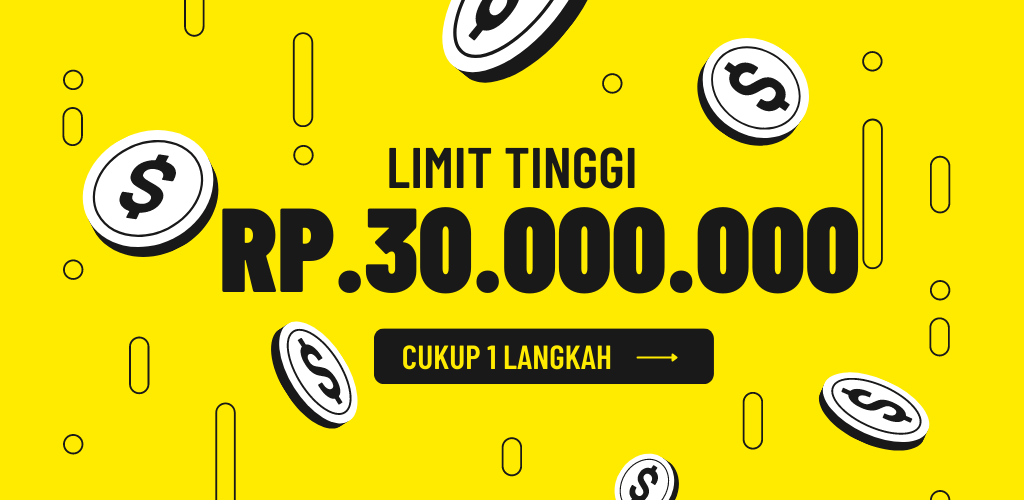 LIMIT TINGGI
RP.30.000.000
CUKUP 1 LANGKAH
$
$
$
$
$